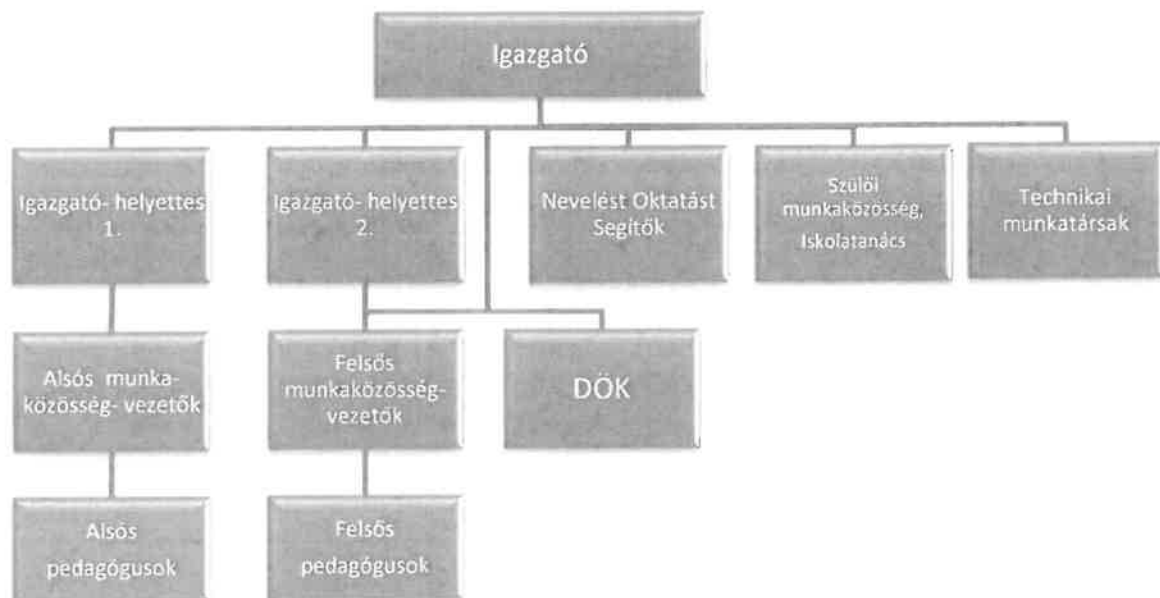 Igazgató
Igazgató- helyettes
1.
Igazgató- helyettes
2.
Nevelést Oktatást
Segítők
Szülői
munkaközösség,
Iskolatanács
Technikai
munkatársak
Alsós munka-
közösség- vezetők
Felsős
munkaközösség-
vezetők
DÖK
Alsós
pedagógusok
Felsős
pedagógusok